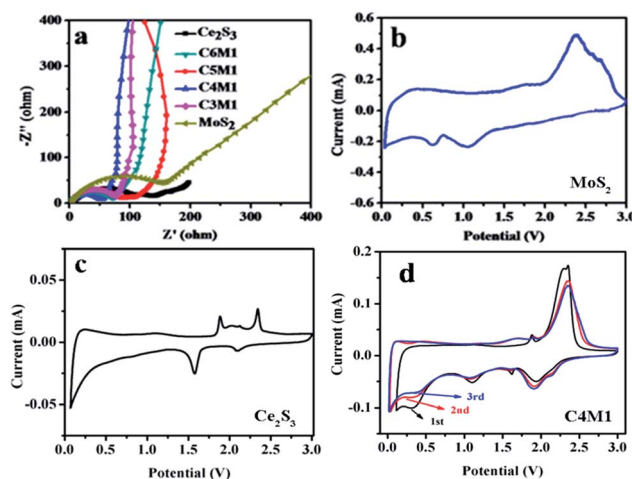 a
Ce2S3
C6M1
C5M1
C4M1
C3M1
MoS2
-Z'' (ohm)
400
300
200
100
0
0 100 200 300 400
Z' (ohm)
b
Current (mA)
0.6
0.4
0.2
0.0
-0.2
-0.4
0.0 0.5 1.0 1.5 2.0 2.5 3.0
Potential (V)
MoS2
c
Current (mA)
0.05
0.00
-0.05
0.0 0.5 1.0 1.5 2.0 2.5 3.0
Potential (V)
Ce2S3
d
Current (mA)
0.2
0.1
0.0
-0.1
3rd
2nd
1st
C4M1
0.0 0.5 1.0 1.5 2.0 2.5 3.0
Potential (V)